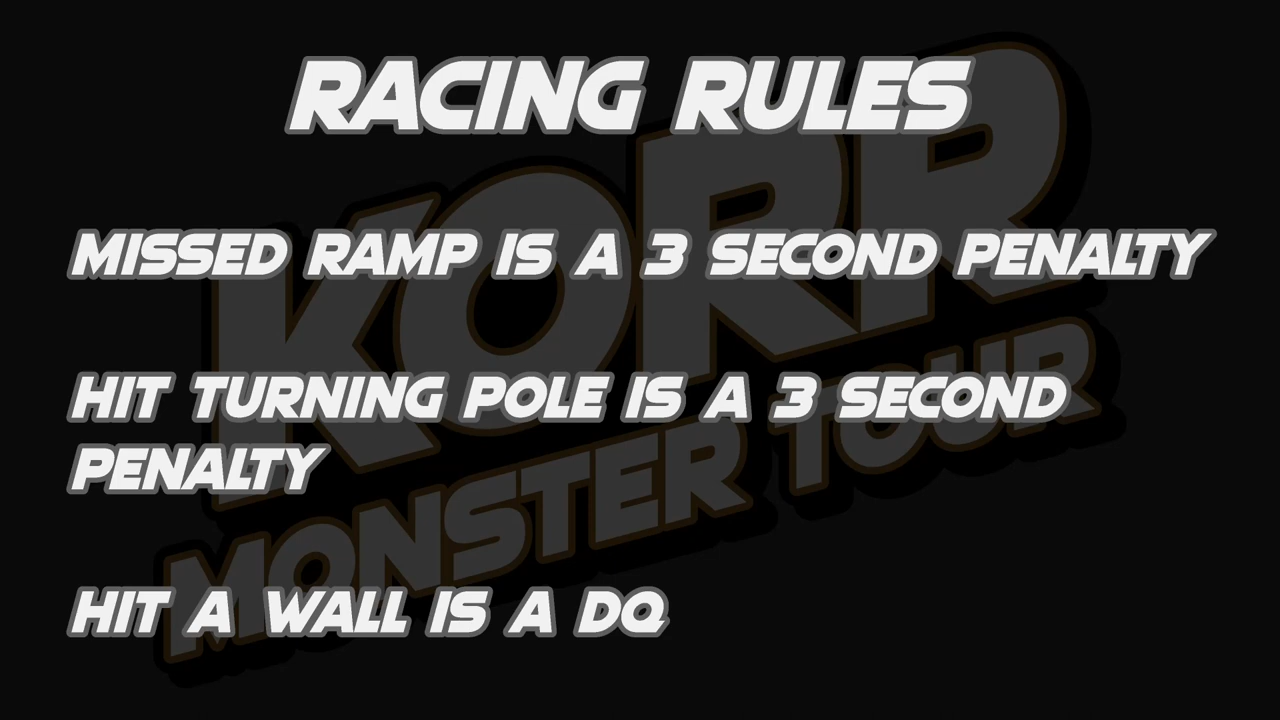 RACING RULES
MISSED RAMP IS A 3 SECOND PENALTY
HIT TURNING POLE IS A 3 SECOND
PENALTY
HIT A WALL IS A DQ
KORR
MONSTER TOUR